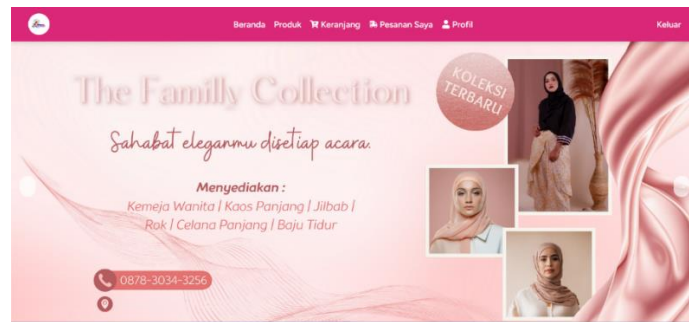 Beranda Produk Keranjang Pesanan Saya Profil Keluar
The Familly Collection
KOLEKSI
TERBARU
Sahabat eleganmu disetiap acara.
Menyediakan :
Kemeja Wanita | Kaos Panjang | Jilbab |
Rok | Celana Panjang | Baju Tidur
0878-3034-3256